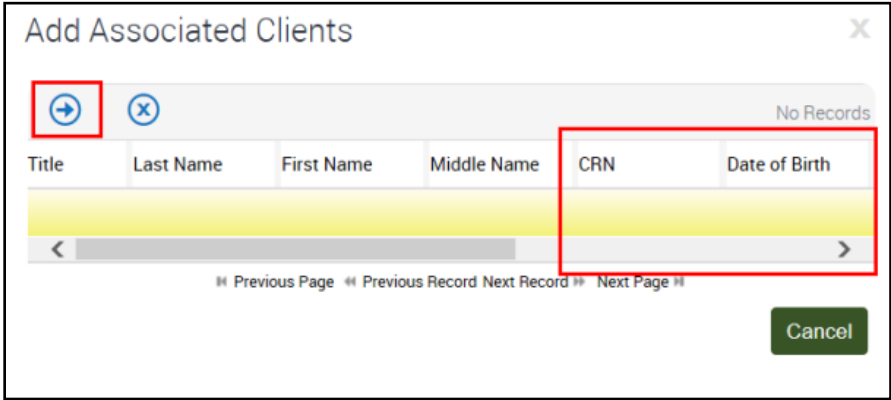 Add Associated Clients X
No Records
Title Last Name First Name Middle Name CRN Date of Birth
Previous Page Previous Record Next Record Next Page
Cancel